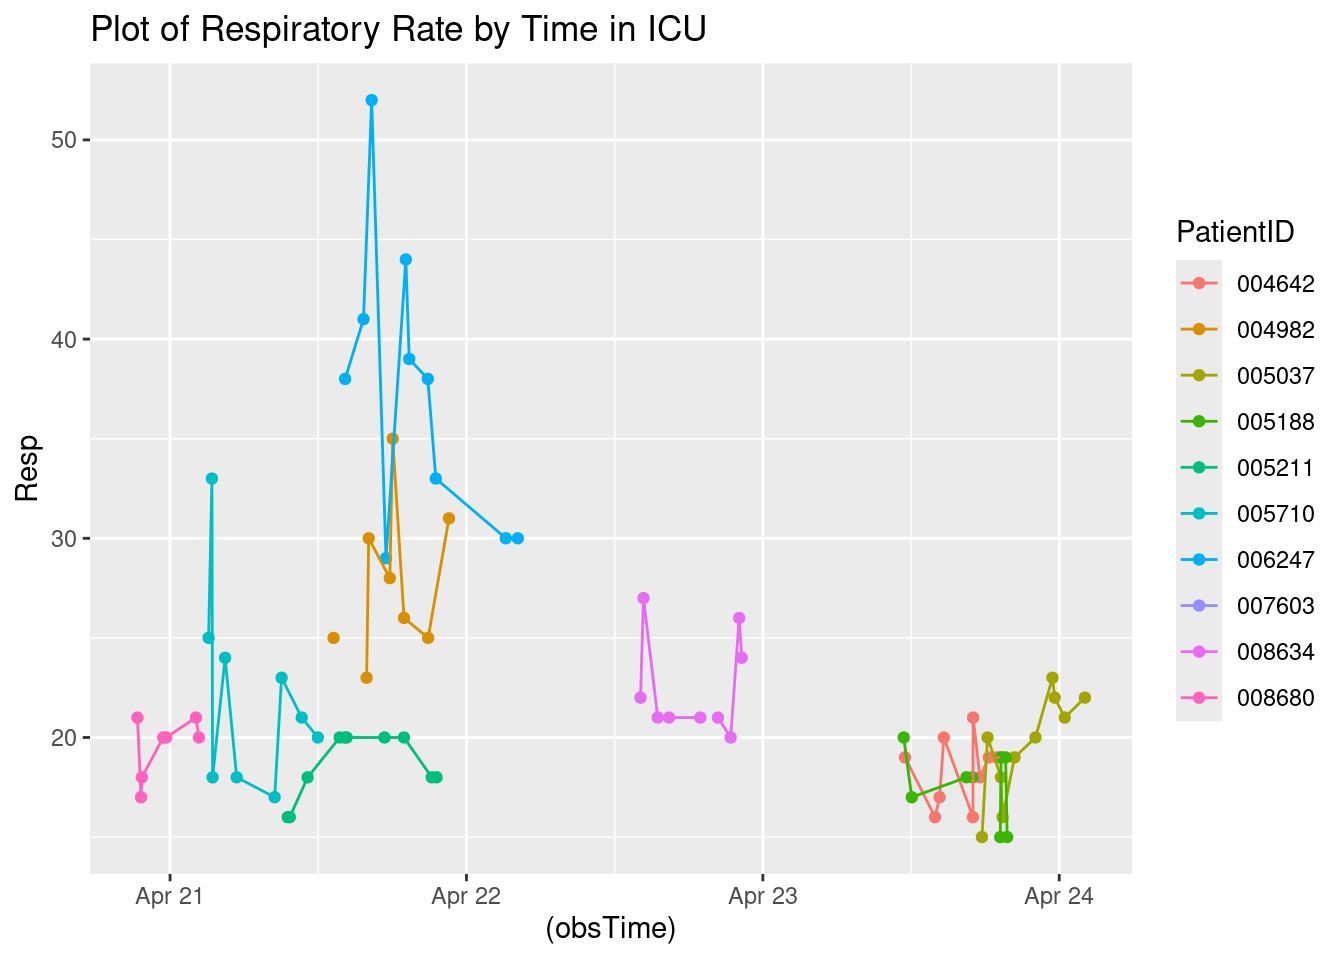 Plot of Respiratory Rate by Time in ICU
50
40
30
20
Resp
Apr 21
Apr 22
Apr 23
Apr 24
(obsTime)
PatientID
004642
004982
005037
005188
005211
005710
006247
007603
008634
008680